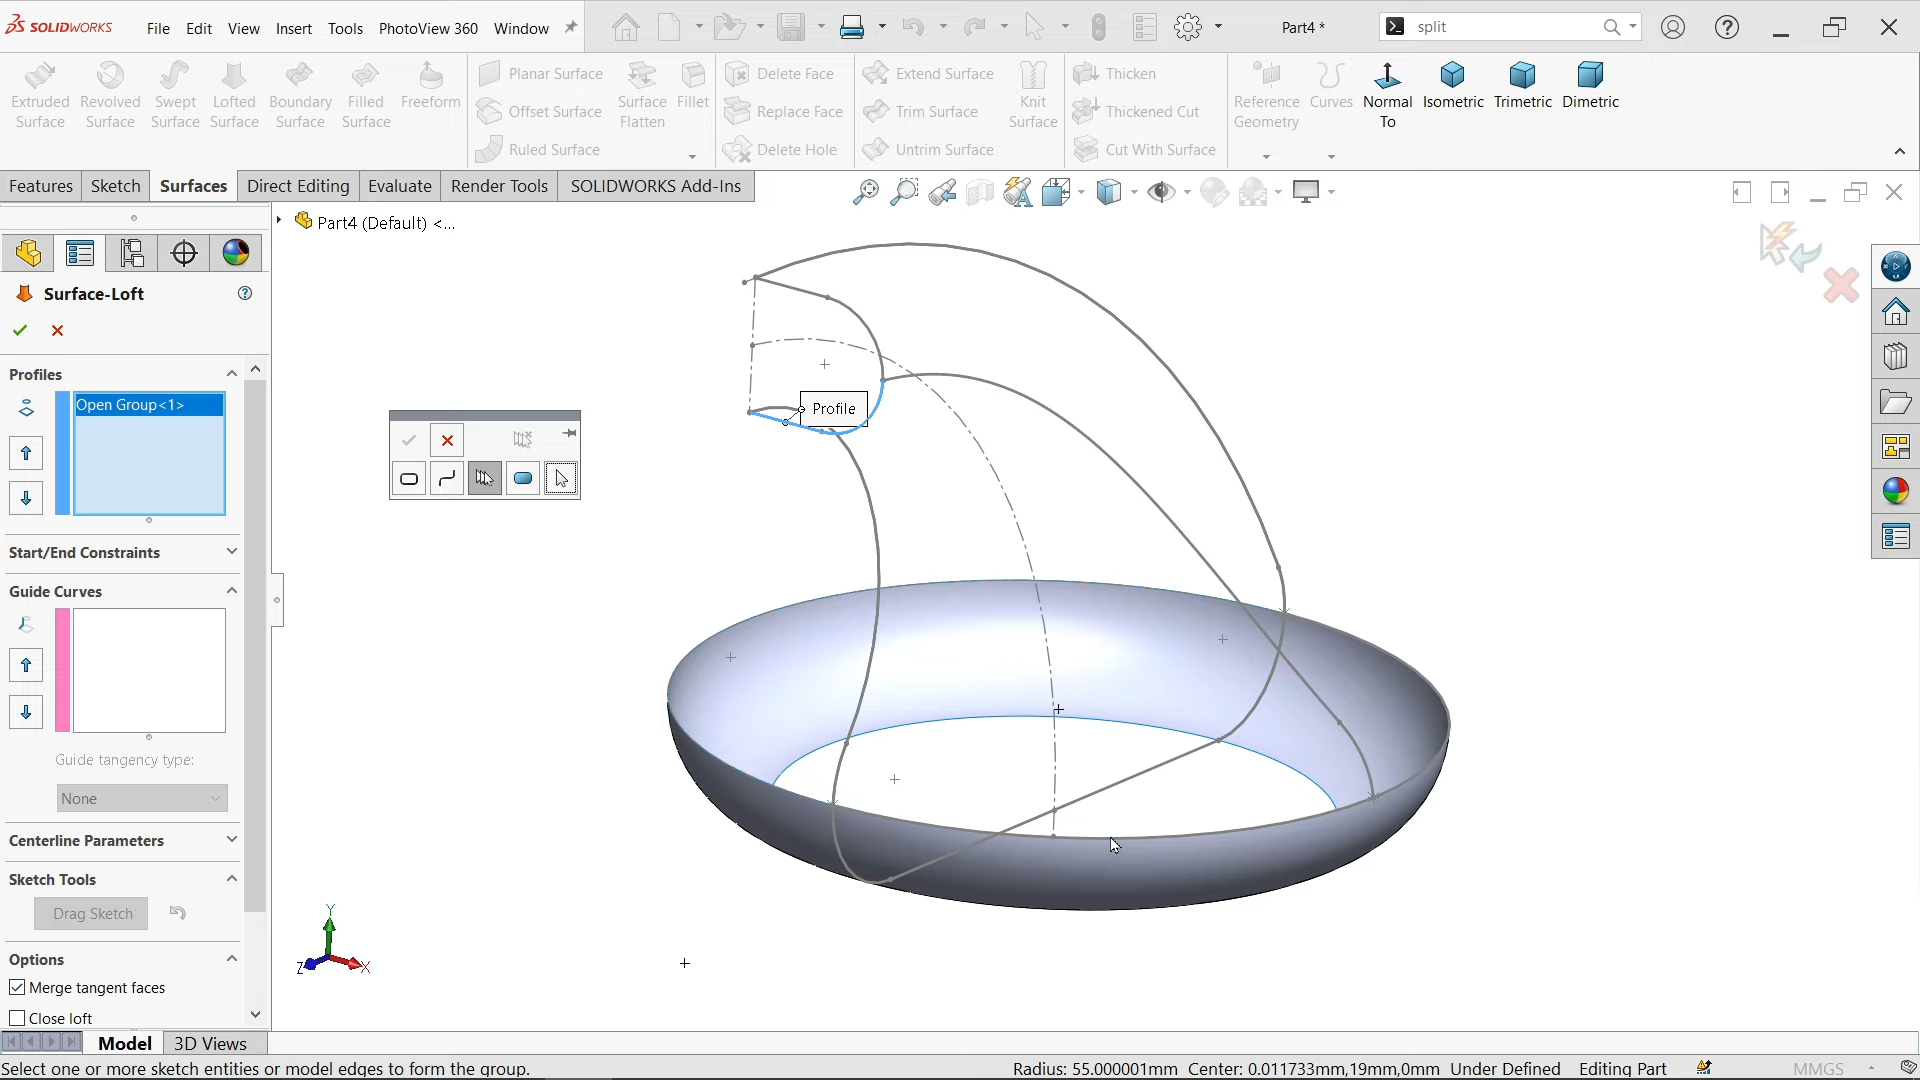 SOLIDWORKS File Edit View Insert Tools PhotoView 360 Window Part4 * split
Extruded Surface
Revolved Surface
Swept Surface
Lofted Surface
Boundary Surface
Filled Surface
Freeform
Planar Surface
Offset Surface
Ruled Surface
Surface Flatten
Fillet
Delete Face
Replace Face
Delete Hole
Extend Surface
Trim Surface
Untrim Surface
Knit Surface
Thicken
Thickened Cut
Cut With Surface
Reference Geometry
Curves
Normal To
Isometric
Trimetric
Dimetric
Features Sketch Surfaces Direct Editing Evaluate Render Tools SOLIDWORKS Add-Ins
Part4 (Default) <...
Surface-Loft
Profiles
Open Group<1>
Start/End Constraints
Guide Curves
Guide tangency type:
None
Centerline Parameters
Sketch Tools
Drag Sketch
Options
Merge tangent faces
Close loft
Profile
Y
Z
X
Model 3D Views
Select one or more sketch entities or model edges to form the group. Radius: 55.000001mm Center: 0.011733mm,19mm,0mm Under Defined Editing Part MMGS